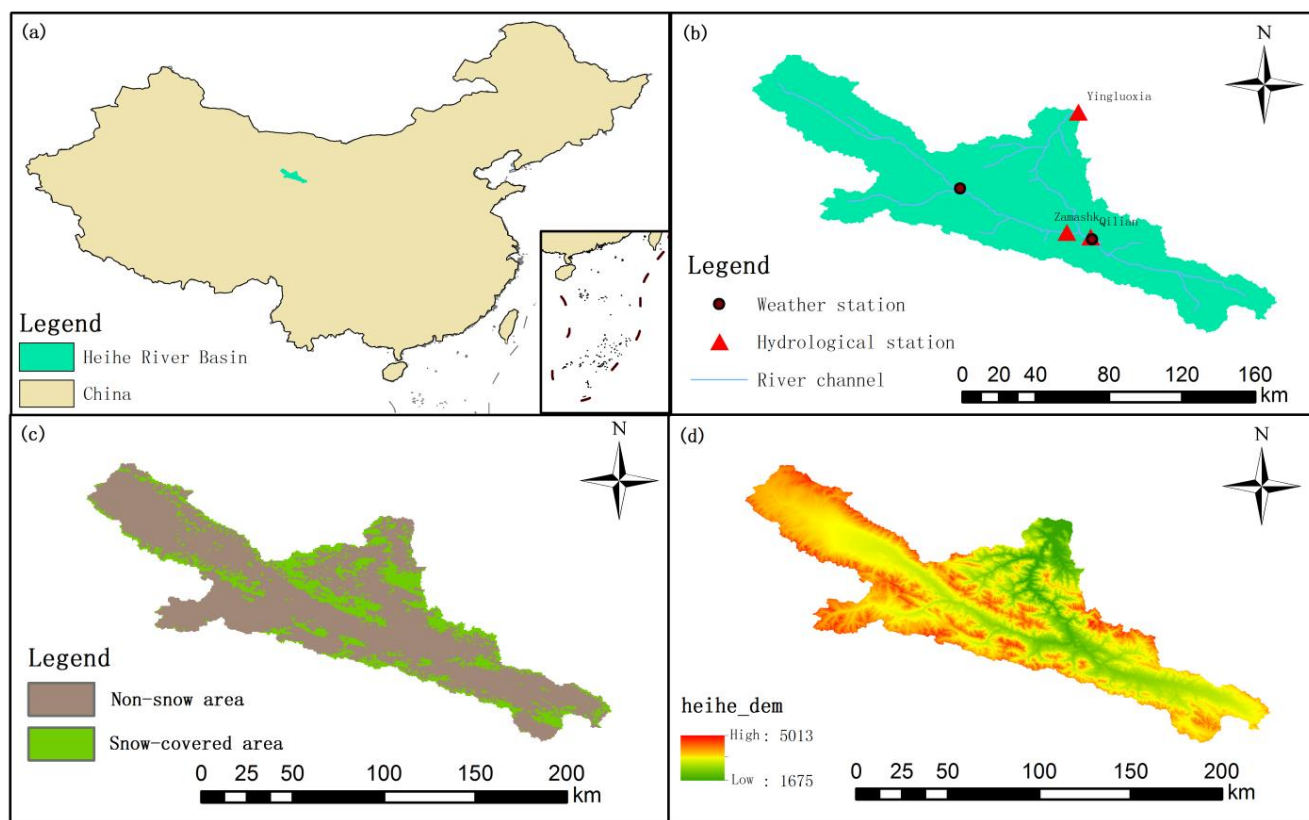 (a)
Legend
Heihe River Basin
China
(b)
N
Yingluoxia
Zamashk
Qilian
Legend
Weather station
Hydrological station
River channel
0 20 40 80 120 160
km
(c)
N
Legend
Non-snow area
Snow-covered area
0 25 50 100 150 200
km
(d)
N
heihe_dem
High : 5013
Low : 1675
0 25 50 100 150 200
km